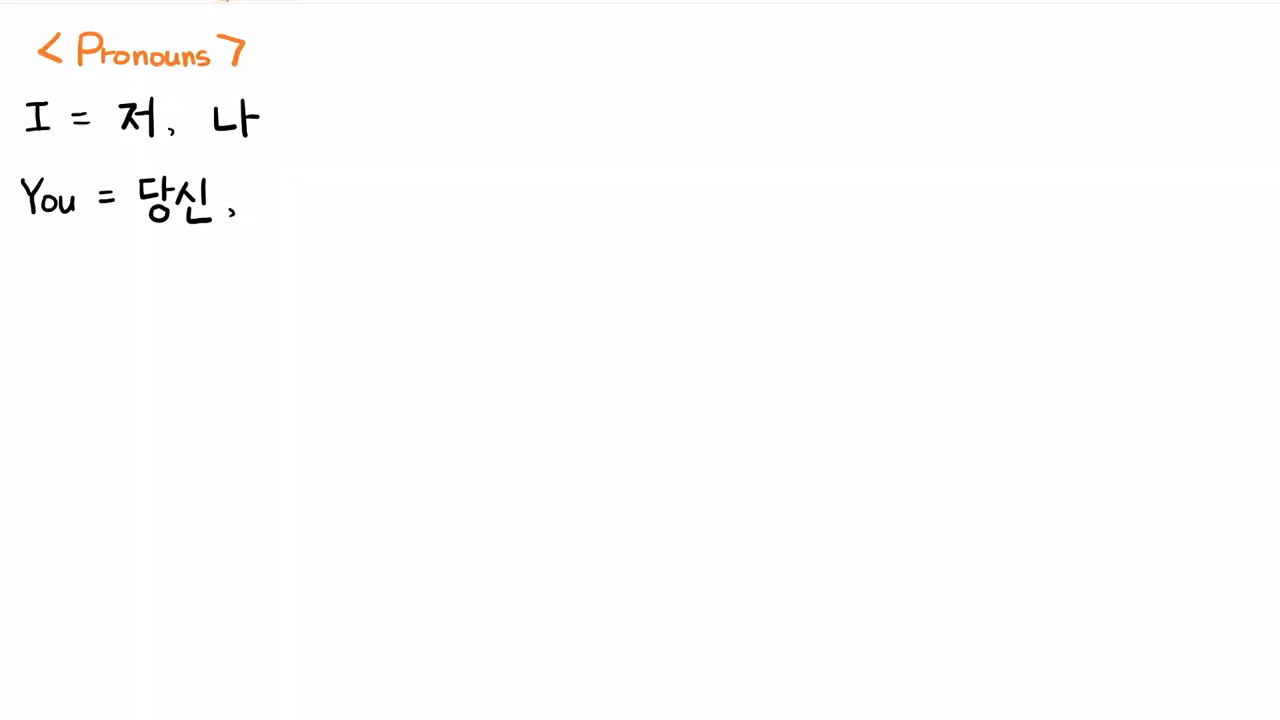 < Pronouns >
I = 저, 나
You = 당신,